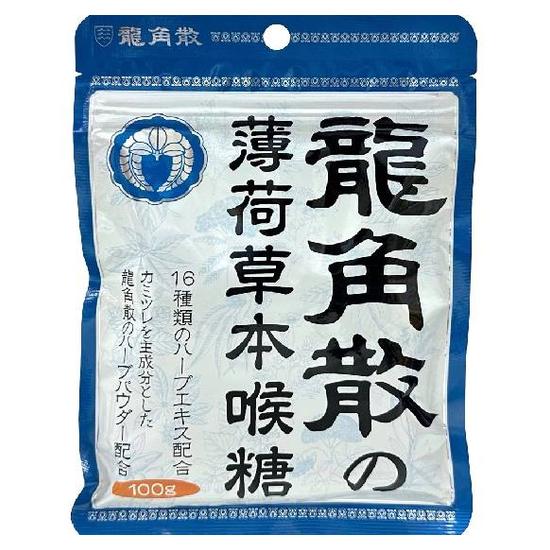 龍角散
龍角散の
薄荷草本喉糖
16種類のハーブエキス配合
カミツレを主成分とした
龍角散のハーブパウダー配合
100g